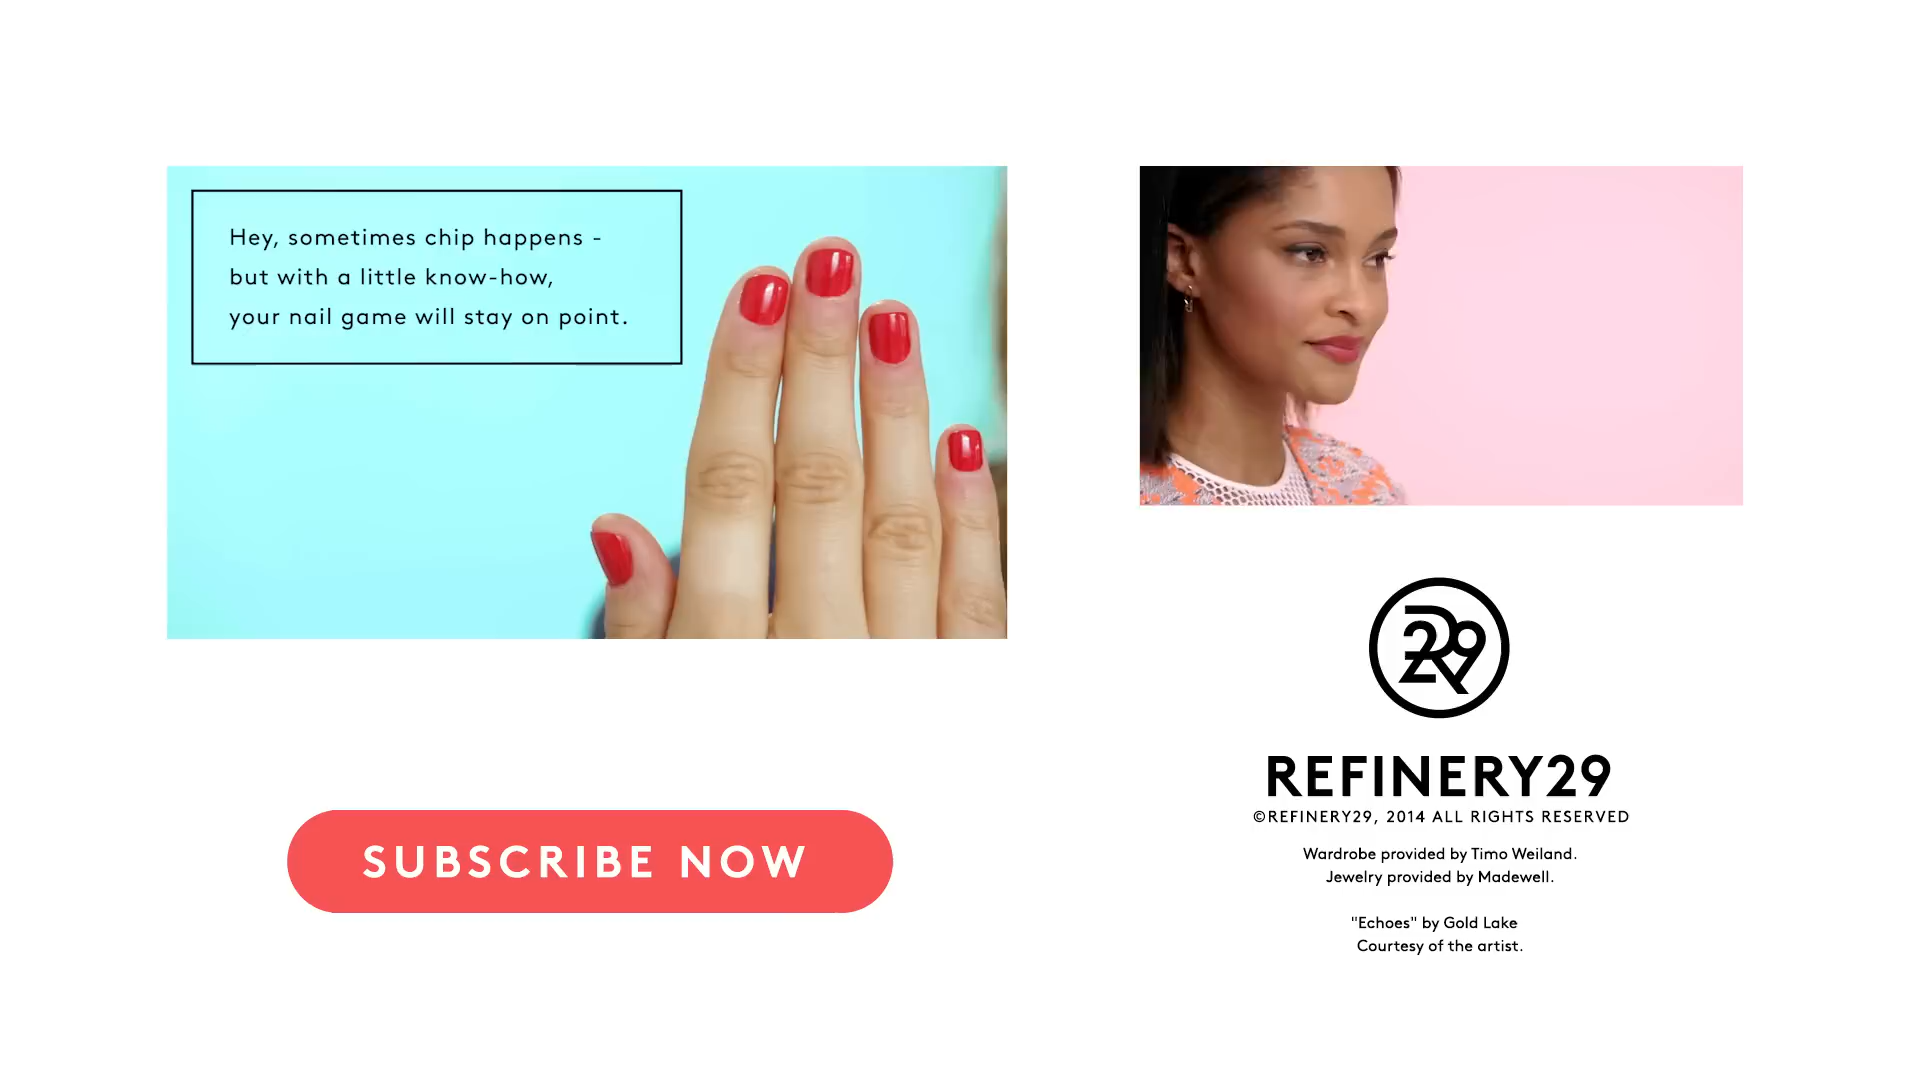 Hey, sometimes chip happens -
but with a little know-how,
your nail game will stay on point.
SUBSCRIBE NOW
R29
REFINERY29
©REFINERY29, 2014 ALL RIGHTS RESERVED
Wardrobe provided by Timo Weiland.
Jewelry provided by Madewell.
"Echoes" by Gold Lake
Courtesy of the artist.